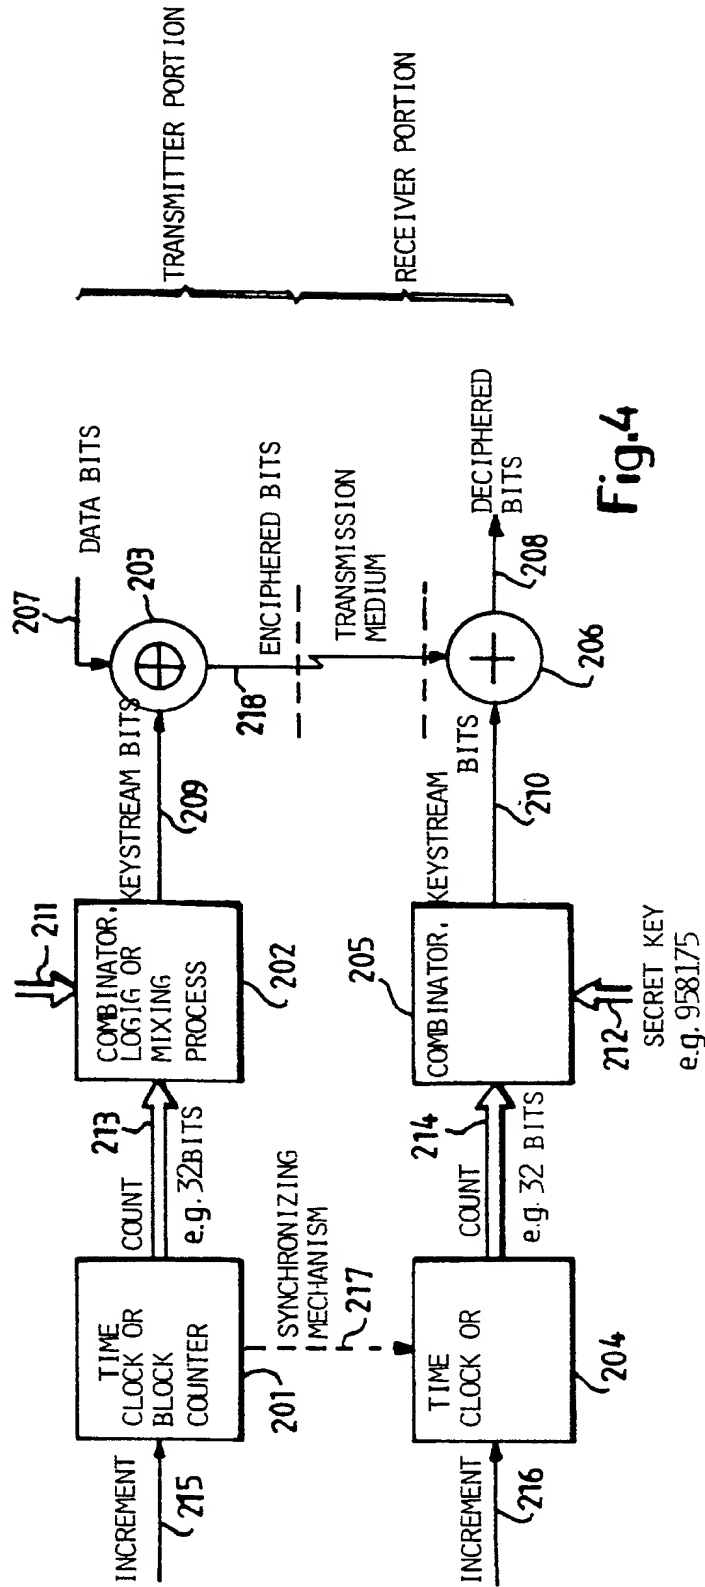 TRANSMITTER PORTION
RECEIVER PORTION
207
DATA BITS
203
KEYSTREAM BITS
209
218
ENCIPHERED BITS
TRANSMISSION
MEDIUM
211
COMBINATOR,
LOGIG OR
MIXING
PROCESS
202
213
COUNT
e.g. 32BITS
TIME
CLOCK OR
BLOCK
COUNTER
201
INCREMENT
215
SYNCHRONIZING
MECHANISM
217
INCREMENT
216
TIME
CLOCK OR
204
COUNT
214
e.g. 32 BITS
205
COMBINATOR,
212
SECRET KEY
e.g. 958175
KEYSTREAM
BITS
210
206
208
DECIPHERED
BITS
Fig.4